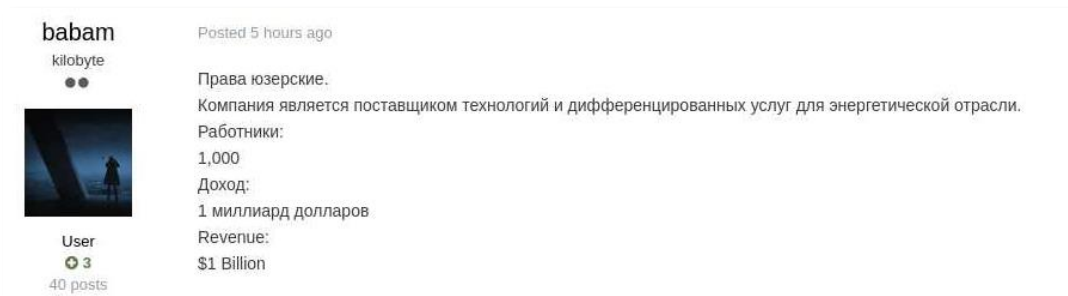 babam
kilobyte
User
3
40 posts
Posted 5 hours ago
Права юзерские.
Компания является поставщиком технологий и дифференцированных услуг для энергетической отрасли.
Работники:
1,000
Доход:
1 миллиард долларов
Revenue:
$1 Billion